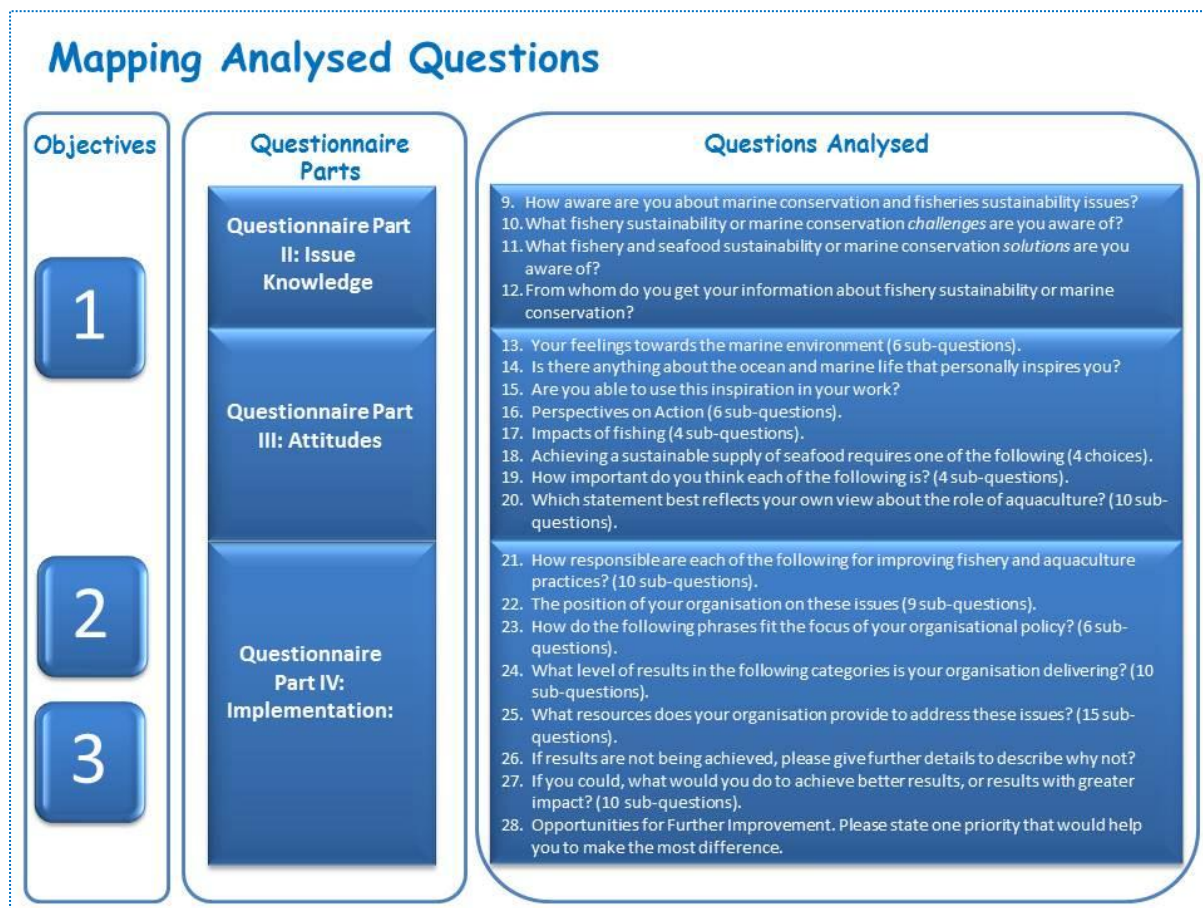 Mapping Analysed Questions
Objectives
Questionnaire
Parts
Questions Analysed
1
2
3
Questionnaire Part
II: Issue
Knowledge
9. How aware are you about marine conservation and fisheries sustainability issues?
10. What fishery sustainability or marine conservation challenges are you aware of?
11. What fishery and seafood sustainability or marine conservation solutions are you
aware of?
12. From whom do you get your information about fishery sustainability or marine
conservation?
Questionnaire Part
III: Attitudes
13. Your feelings towards the marine environment (6 sub-questions).
14. Is there anything about the ocean and marine life that personally inspires you?
15. Are you able to use this inspiration in your work?
16. Perspectives on Action (6 sub-questions).
17. Impacts of fishing (4 sub-questions).
18. Achieving a sustainable supply of seafood requires one of the following (4 choices).
19. How important do you think each of the following is? (4 sub-questions).
20. Which statement best reflects your own view about the role of aquaculture? (10 sub-
questions).
Questionnaire
Part IV:
Implementation:
21. How responsible are each of the following for improving fishery and aquaculture
practices? (10 sub-questions).
22. The position of your organisation on these issues (9 sub-questions).
23. How do the following phrases fit the focus of your organisational policy? (6 sub-
questions).
24. What level of results in the following categories is your organisation delivering? (10
sub-questions).
25. What resources does your organisation provide to address these issues? (15 sub-
questions).
26. If results are not being achieved, please give further details to describe why not?
27. If you could, what would you do to achieve better results, or results with greater
impact? (10 sub-questions).
28. Opportunities for Further Improvement. Please state one priority that would help
you to make the most difference.